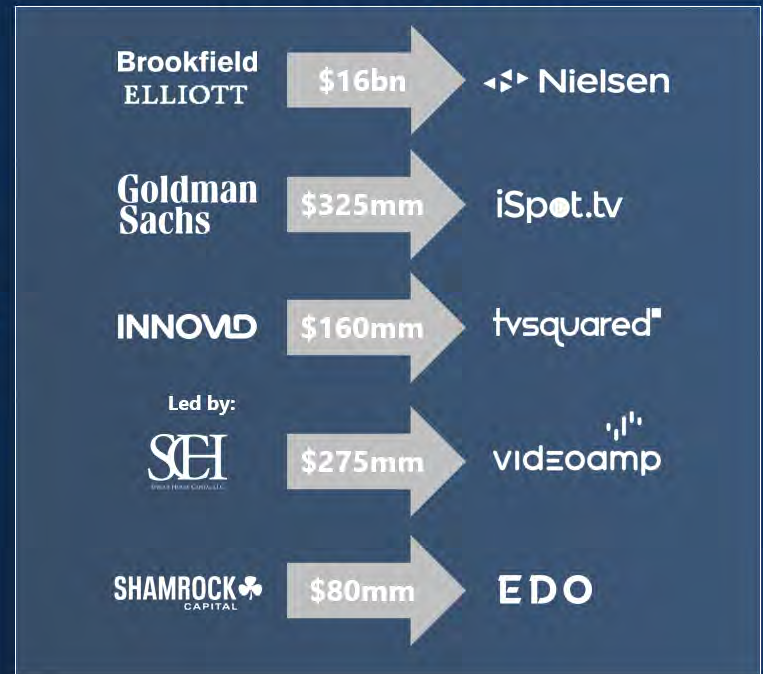 Brookfield
ELLIOTT
$16bn
Nielsen
Goldman
Sachs
$325mm
iSpot.tv
INNOVID
$160mm
tvsquared
Led by:
SCH
$275mm
videoamp
SHAMROCK
CAPITAL
$80mm
EDO